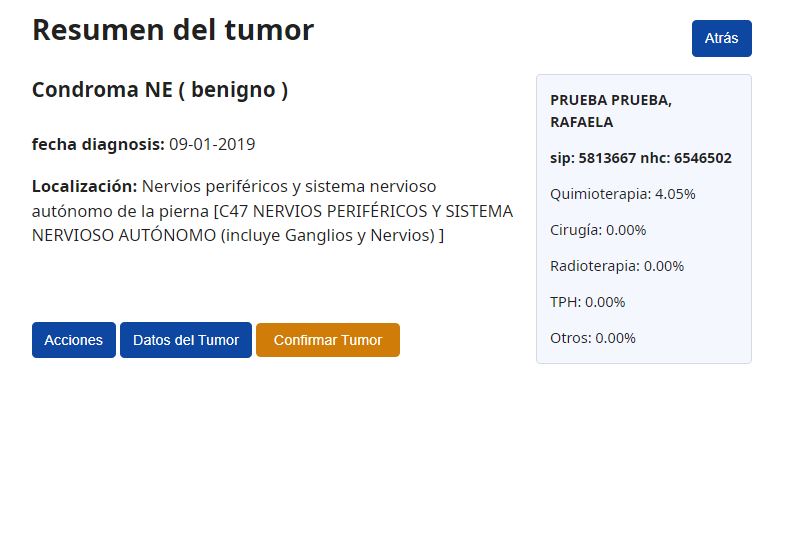 Resumen del tumor
Atrás
Condroma NE ( benigno )
fecha diagnosis: 09-01-2019
Localización: Nervios periféricos y sistema nervioso
autónomo de la pierna [C47 NERVIOS PERIFÉRICOS Y SISTEMA
NERVIOSO AUTÓNOMO (incluye Ganglios y Nervios) ]
Acciones
Datos del Tumor
Confirmar Tumor
PRUEBA PRUEBA,
RAFAELA
sip: 5813667 nhc: 6546502
Quimioterapia: 4.05%
Cirugía: 0.00%
Radioterapia: 0.00%
TPH: 0.00%
Otros: 0.00%